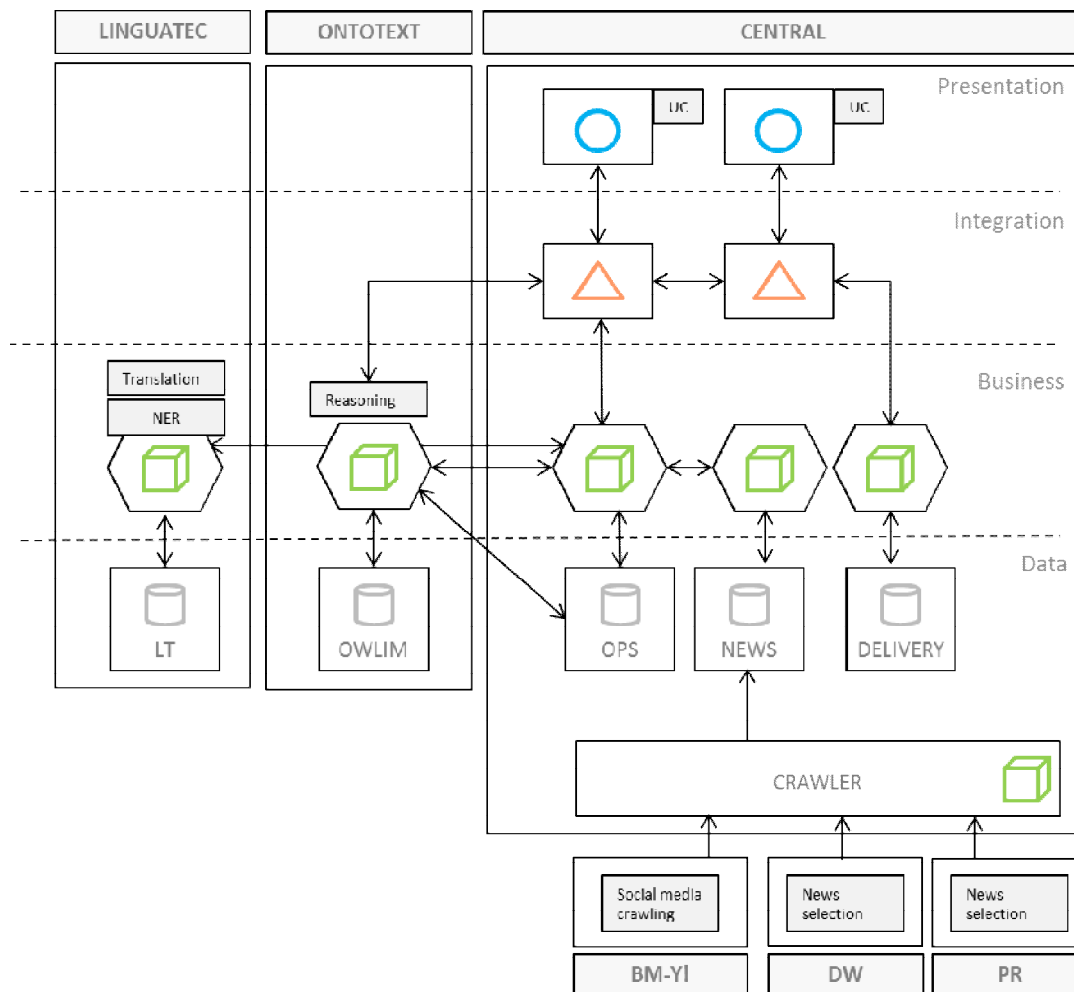 LINGUATEC
ONTOTEXT
CENTRAL
Presentation
UC
UC
Integration
Business
Translation
NER
Reasoning
Data
LT
OWLIM
OPS
NEWS
DELIVERY
CRAWLER
Social media
crawling
News
selection
News
selection
BM-Yl
DW
PR